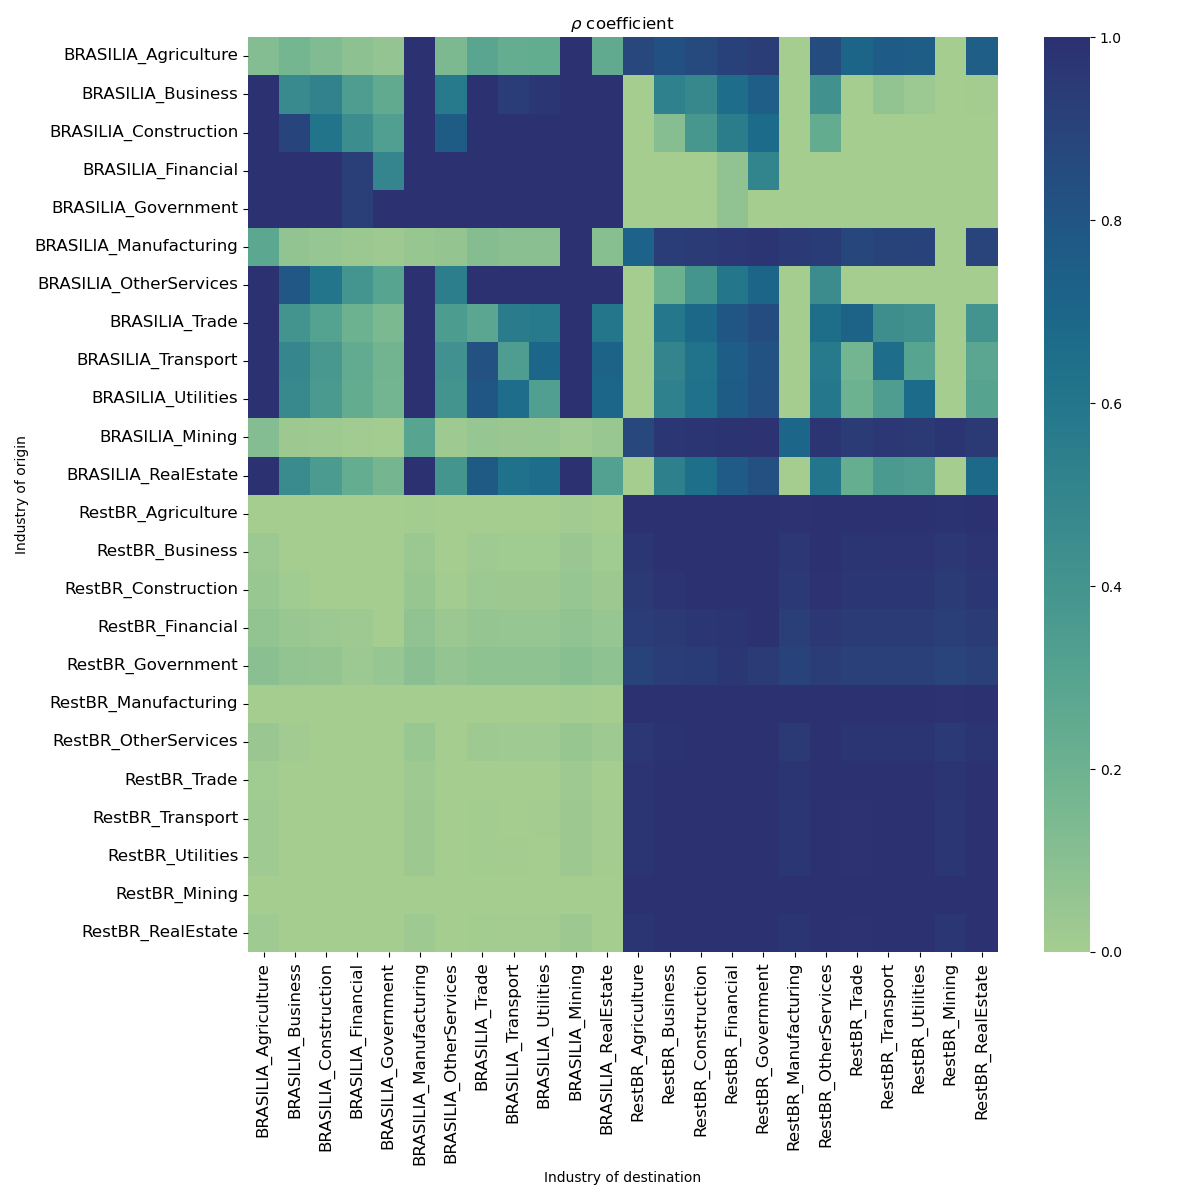 ρ coefficient
BRASILIA_Agriculture
BRASILIA_Business
BRASILIA_Construction
BRASILIA_Financial
BRASILIA_Government
BRASILIA_Manufacturing
BRASILIA_OtherServices
BRASILIA_Trade
BRASILIA_Transport
BRASILIA_Utilities
BRASILIA_Mining
BRASILIA_RealEstate
RestBR_Agriculture
RestBR_Business
RestBR_Construction
RestBR_Financial
RestBR_Government
RestBR_Manufacturing
RestBR_OtherServices
RestBR_Trade
RestBR_Transport
RestBR_Utilities
RestBR_Mining
RestBR_RealEstate
Industry of origin
BRASILIA_Agriculture
BRASILIA_Business
BRASILIA_Construction
BRASILIA_Financial
BRASILIA_Government
BRASILIA_Manufacturing
BRASILIA_OtherServices
BRASILIA_Trade
BRASILIA_Transport
BRASILIA_Utilities
BRASILIA_Mining
BRASILIA_RealEstate
RestBR_Agriculture
RestBR_Business
RestBR_Construction
RestBR_Financial
RestBR_Government
RestBR_Manufacturing
RestBR_OtherServices
RestBR_Trade
RestBR_Transport
RestBR_Utilities
RestBR_Mining
RestBR_RealEstate
Industry of destination
1.0
0.8
0.6
0.4
0.2
0.0